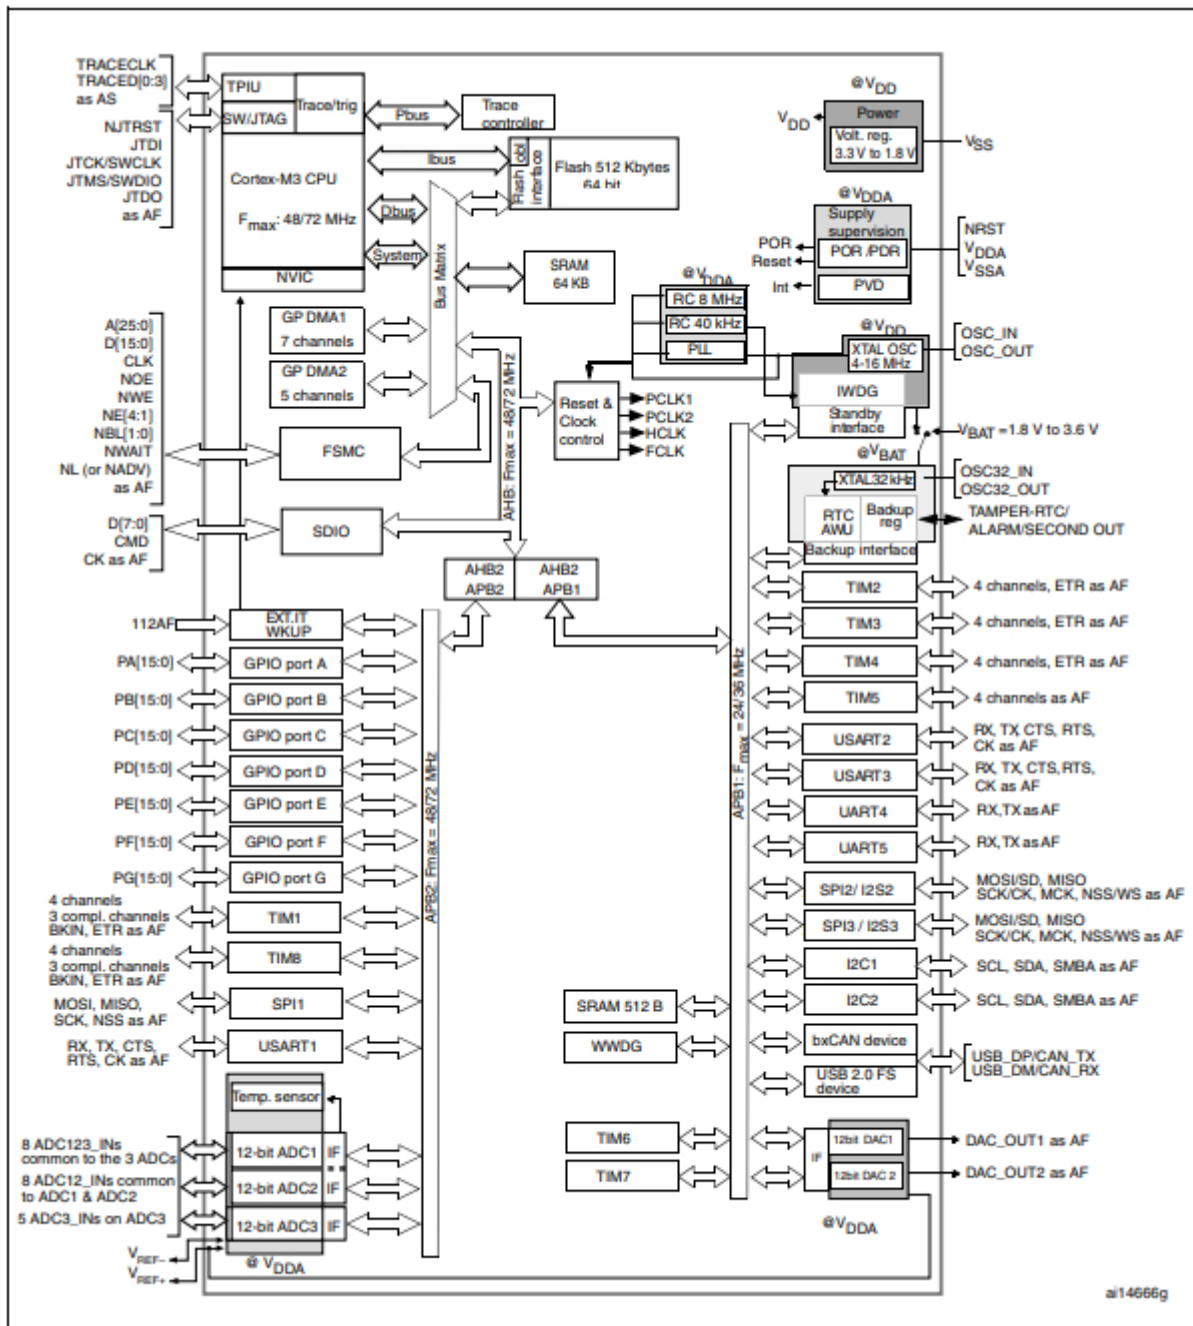 TRACECLK
TRACED[0:3]
as AS
NJTRST
JTDI
JTCK/SWCLK
JTMS/SWDIO
JTDO
as AF
TPIU
SW/JTAG
Trace/trig
Cortex-M3 CPU
Fmax: 48/72 MHz
NVIC
Pbus
Trace
controller
Ibus
Flash obl
interface
Flash 512 Kbytes
64 bit
Dbus
System
Bus Matrix
SRAM
64 KB
@VDD
VDD
Power
Volt. reg.
3.3 V to 1.8 V
VSS
@VDDA
Supply
supervision
POR
Reset
Int
POR /PDR
PVD
NRST
VDDA
VSSA
@VDDA
RC 8 MHz
RC 40 kHz
PLL
@VDD
XTAL OSC
4-16 MHz
IWDG
Standby
interface
OSC_IN
OSC_OUT
GP DMA1
7 channels
GP DMA2
5 channels
A[25:0]
D[15:0]
CLK
NOE
NWE
NE[4:1]
NBL[1:0]
NWAIT
NL (or NADV)
as AF
FSMC
D[7:0]
CMD
CK as AF
SDIO
AHB: Fmax = 48/72 MHz
Reset &
Clock
control
PCLK1
PCLK2
HCLK
FCLK
VBAT =1.8 V to 3.6 V
@VBAT
XTAL32kHz
OSC32_IN
OSC32_OUT
RTC
AWU
Backup
reg
TAMPER-RTC/
ALARM/SECOND OUT
Backup interface
AHB2
APB2
AHB2
APB1
112AF
EXT.IT
WKUP
PA[15:0]
GPIO port A
PB[15:0]
GPIO port B
PC[15:0]
GPIO port C
PD[15:0]
GPIO port D
PE[15:0]
GPIO port E
PF[15:0]
GPIO port F
PG[15:0]
GPIO port G
4 channels
3 compl. channels
BKIN, ETR as AF
TIM1
4 channels
3 compl. channels
BKIN, ETR as AF
TIM8
MOSI, MISO,
SCK, NSS as AF
SPI1
RX, TX, CTS,
RTS, CK as AF
USART1
APB2: Fmax = 48/72 MHz
APB1: Fmax = 24/36 MHz
TIM2
4 channels, ETR as AF
TIM3
4 channels, ETR as AF
TIM4
4 channels, ETR as AF
TIM5
4 channels as AF
USART2
RX, TX, CTS, RTS,
CK as AF
USART3
RX, TX, CTS, RTS,
CK as AF
UART4
RX,TX as AF
UART5
RX,TX as AF
SPI2/ I2S2
MOSI/SD, MISO
SCK/CK, MCK, NSS/WS as AF
SPI3 / I2S3
MOSI/SD, MISO
SCK/CK, MCK, NSS/WS as AF
I2C1
SCL, SDA, SMBA as AF
I2C2
SCL, SDA, SMBA as AF
SRAM 512 B
WWDG
bxCAN device
USB 2.0 FS
device
USB_DP/CAN_TX
USB_DM/CAN_RX
Temp. sensor
8 ADC123_INs
common to the 3 ADCs
8 ADC12_INs common
to ADC1 & ADC2
5 ADC3_INs on ADC3
12-bit ADC1 IF
12-bit ADC2 IF
12-bit ADC3 IF
VREF–
VREF+
@ VDDA
TIM6
TIM7
IF
12bit DAC1
12bit DAC 2
DAC_OUT1 as AF
DAC_OUT2 as AF
@VDDA
ai14666g